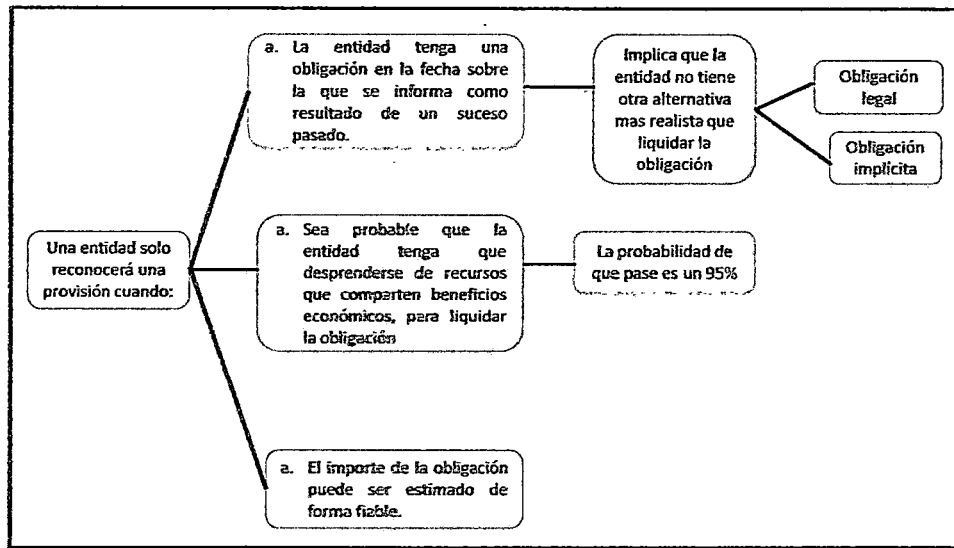 a. La entidad tenga una
obligación en la fecha sobre
la que se informa como
resultado de un suceso
pasado.
Implica que la
entidad no tiene
otra alternativa
mas realista que
liquidar la
obligación
Obligación
legal
Obligación
implícita
Una entidad solo
reconocerá una
provisión cuando:
a. Sea probable que la
entidad tenga que
desprenderse de recursos
que comparten beneficios
económicos, para liquidar
la obligación
La probabilidad de
que pase es un 95%
a. El importe de la obligación
puede ser estimado de
forma fiable.